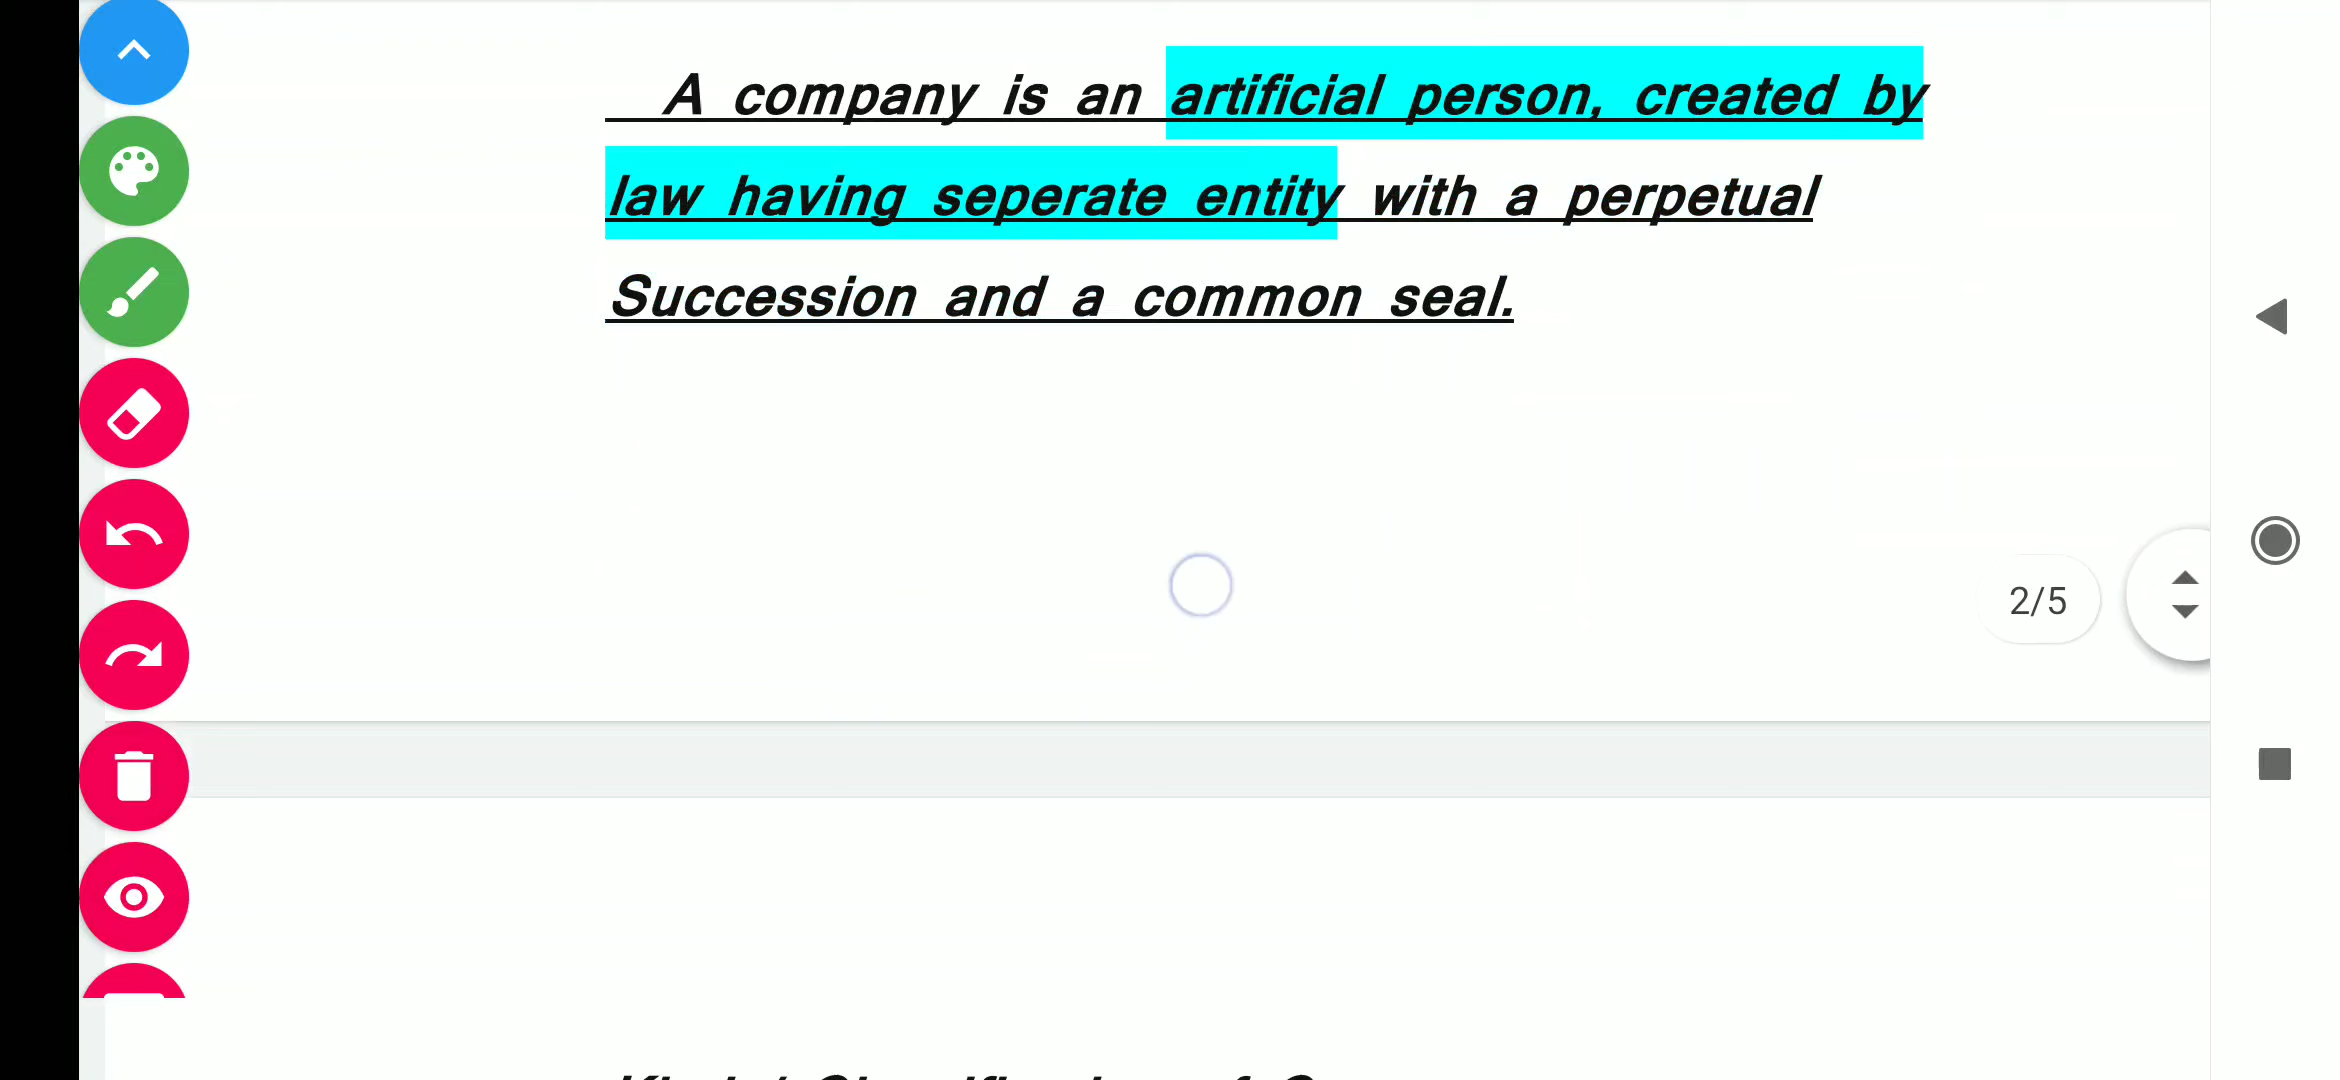 A company is an artificial person, created by
law having seperate entity with a perpetual
Succession and a common seal.
2/5